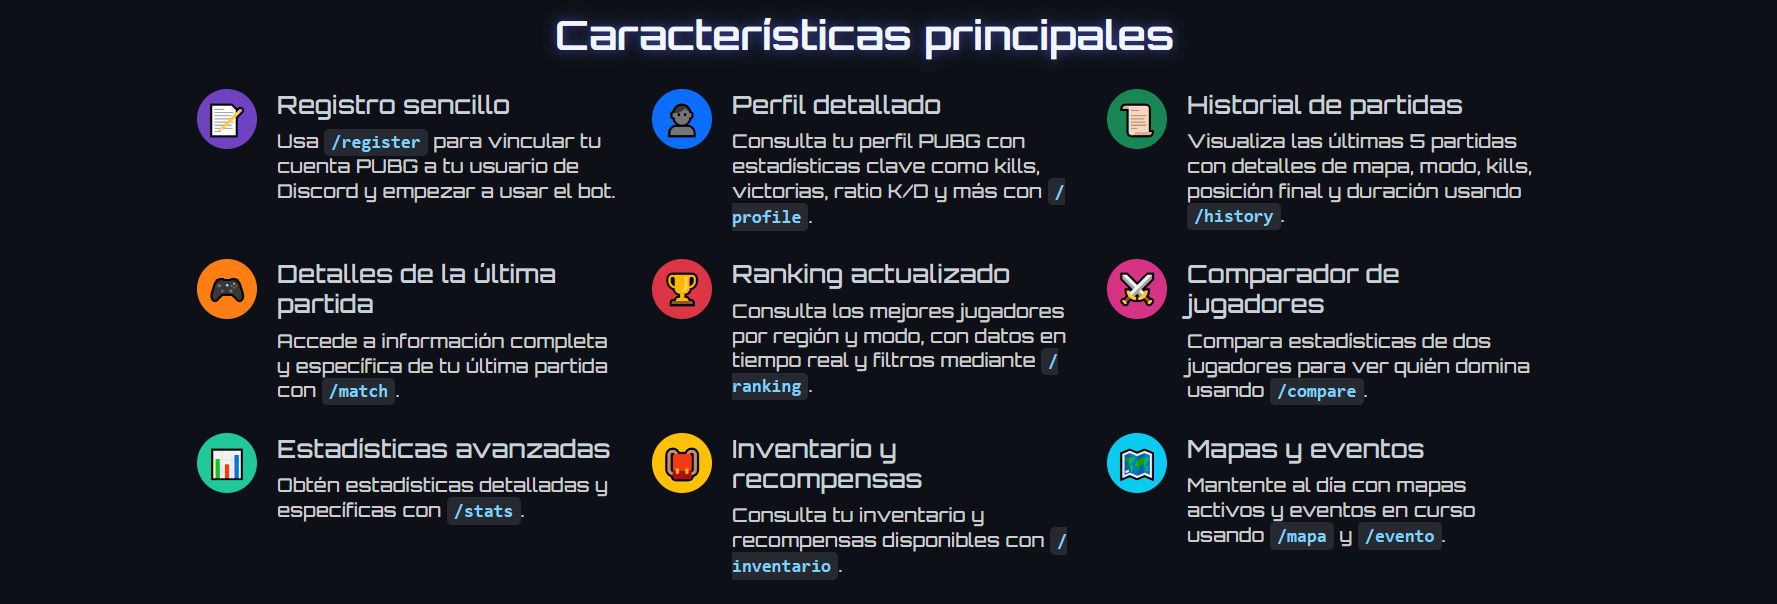 Características principales
Registro sencillo
Usa /register para vincular tu
cuenta PUBG a tu usuario de
Discord y empezar a usar el bot.
Perfil detallado
Consulta tu perfil PUBG con
estadísticas clave como kills,
victorias, ratio K/D y más con /
profile.
Historial de partidas
Visualiza las últimas 5 partidas
con detalles de mapa, modo, kills,
posición final y duración usando
/history.
Detalles de la última
partida
Accede a información completa
y específica de tu última partida
con /match.
Ranking actualizado
Consulta los mejores jugadores
por región y modo, con datos en
tiempo real y filtros mediante /
ranking.
Comparador de
jugadores
Compara estadísticas de dos
jugadores para ver quién domina
usando /compare.
Estadísticas avanzadas
Obtén estadísticas detalladas y
específicas con /stats.
Inventario y
recompensas
Consulta tu inventario y
recompensas disponibles con /
inventario.
Mapas y eventos
Mantente al día con mapas
activos y eventos en curso
usando /mapa y /evento.